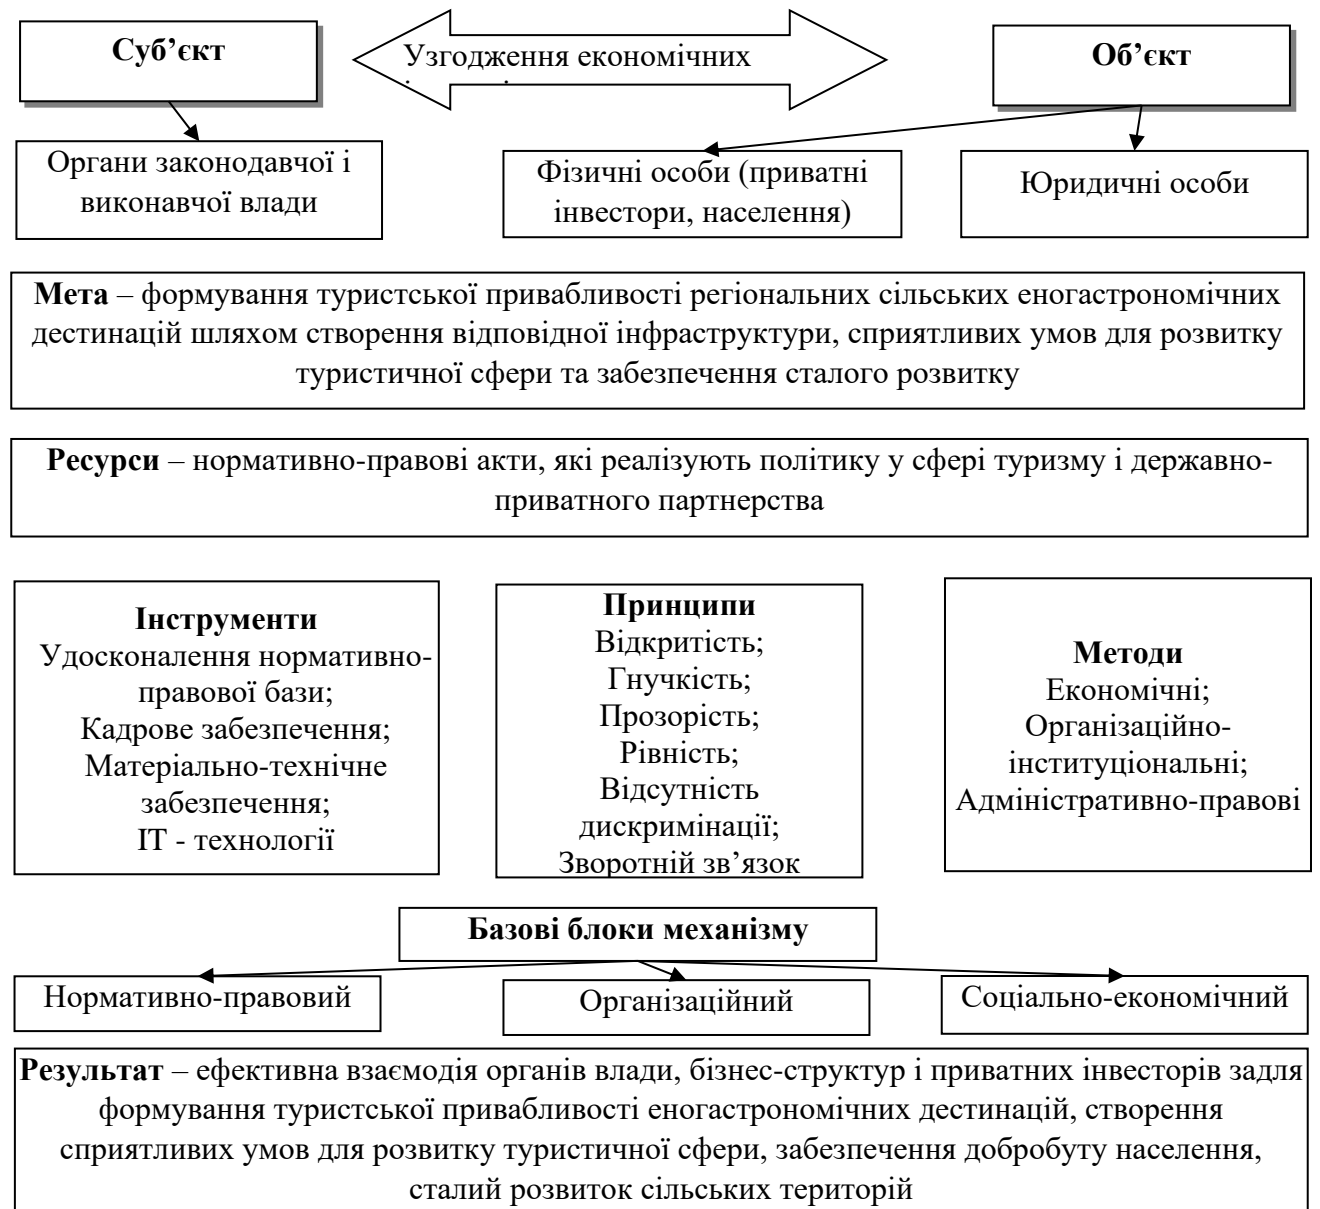 Суб’єкт
Узгодження економічних
Об’єкт
Органи законодавчої і
виконавчої влади
Фізичні особи (приватні
інвестори, населення)
Юридичні особи
Мета – формування туристської привабливості регіональних сільських еногастрономічних
дестинацій шляхом створення відповідної інфраструктури, сприятливих умов для розвитку
туристичної сфери та забезпечення сталого розвитку
Ресурси – нормативно-правові акти, які реалізують політику у сфері туризму і державно-
приватного партнерства
Інструменти
Удосконалення нормативно-
правової бази;
Кадрове забезпечення;
Матеріально-технічне
забезпечення;
ІТ - технології
Принципи
Відкритість;
Гнучкість;
Прозорість;
Рівність;
Відсутність
дискримінації;
Зворотній зв’язок
Методи
Економічні;
Організаційно-
інституціональні;
Адміністративно-правові
Базові блоки механізму
Нормативно-правовий
Організаційний
Соціально-економічний
Результат – ефективна взаємодія органів влади, бізнес-структур і приватних інвесторів задля
формування туристської привабливості еногастрономічних дестинацій, створення
сприятливих умов для розвитку туристичної сфери, забезпечення добробуту населення,
сталий розвиток сільських територій